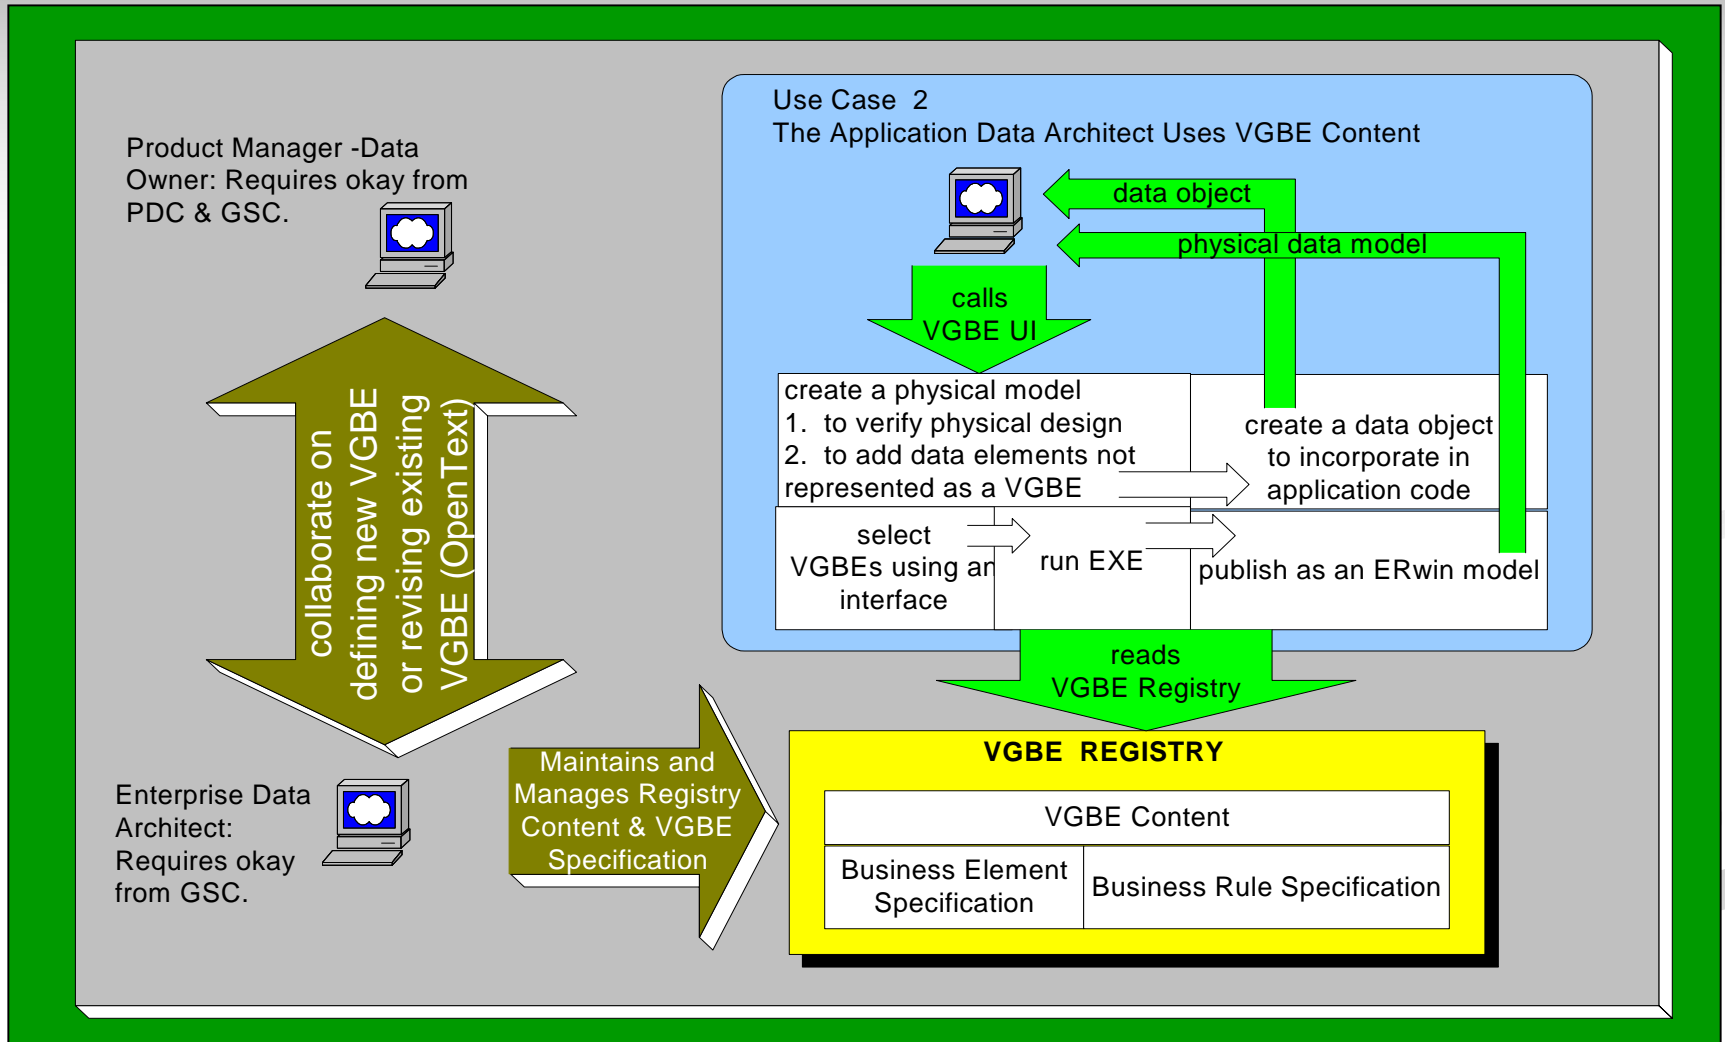 Product Manager -Data
Owner: Requires okay from
PDC & GSC.
collaborate on
defining new VGBE
or revising existing
VGBE (OpenText)
Enterprise Data
Architect:
Requires okay
from GSC.
Maintains and
Manages Registry
Content & VGBE
Specification
Use Case  2
The Application Data Architect Uses VGBE Content
data object
physical data model
calls
VGBE UI
create a physical model
1.  to verify physical design
2.  to add data elements not
represented as a VGBE
create a data object
to incorporate in
application code
select
VGBEs using an
interface
run EXE
publish as an ERwin model
reads
VGBE Registry
VGBE  REGISTRY
VGBE Content
Business Element
Specification
Business Rule Specification